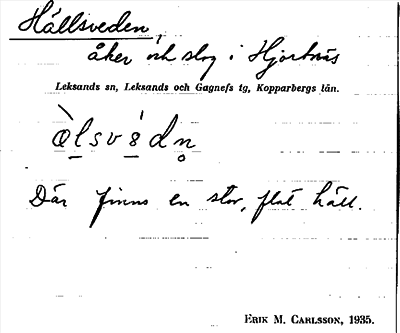 Hällsveden,
åker och slog i Hjortnäs
Leksands sn, Leksands och Gagnefs tg, Kopparbergs län.
Där finns en stor, flat häll.
ERIK M. CARLSSON, 1935.